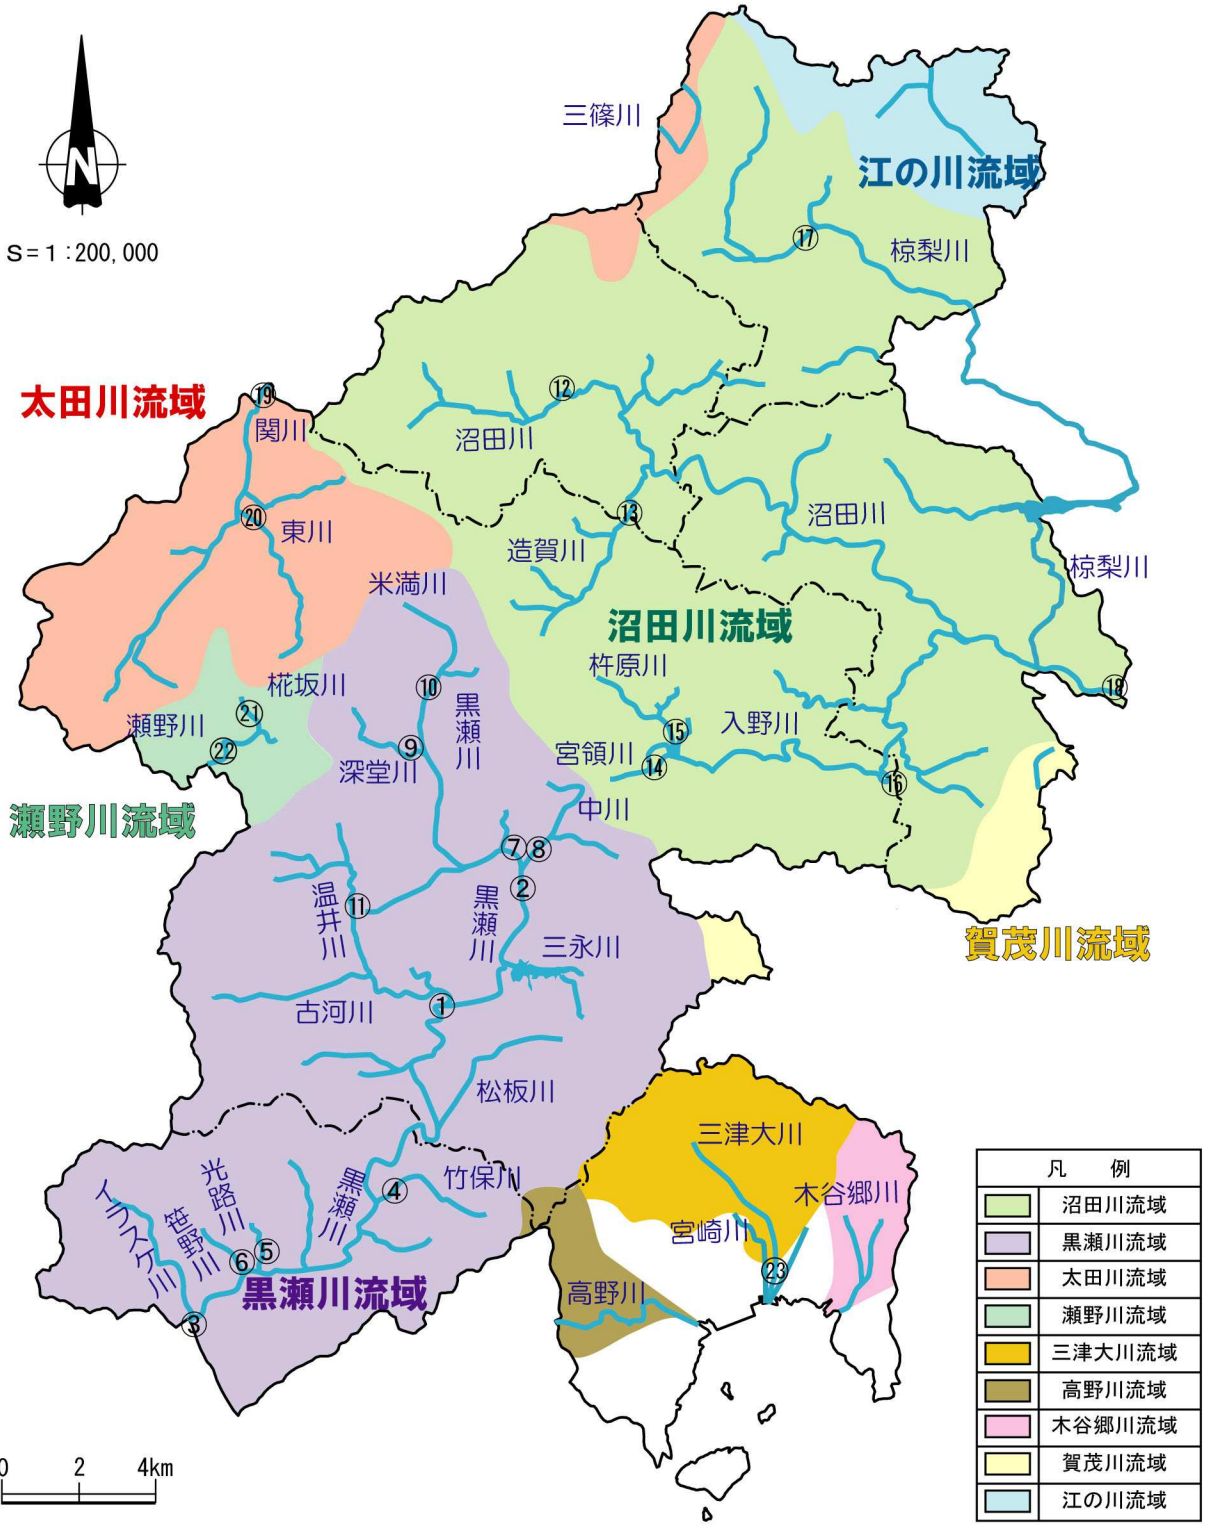 三篠川
N
江の川流域
S=1:200,000
⑰
椋梨川
太田川流域
⑲
⑫
関川
沼田川
⑳
東川
⑬
沼田川
造賀川
椋梨川
米満川
沼田川流域
杵原川
椛坂川
⑩
⑱
瀬野川
㉑
黒瀬川
入野川
⑮
㉒
⑨
宮領川
深堂川
⑭
⑯
瀬野川流域
中川
⑦
⑧
②
温井川
⑪
黒瀬川
三永川
賀茂川流域
古河川
①
松板川
三津大川
光路川
黒瀬川
④
竹保川
木谷郷川
イラスケ川
笹野川
宮崎川
⑥
⑤
㉓
黒瀬川流域
高野川
③
凡 例
沼田川流域
黒瀬川流域
太田川流域
瀬野川流域
三津大川流域
高野川流域
木谷郷川流域
賀茂川流域
江の川流域
0 2 4km